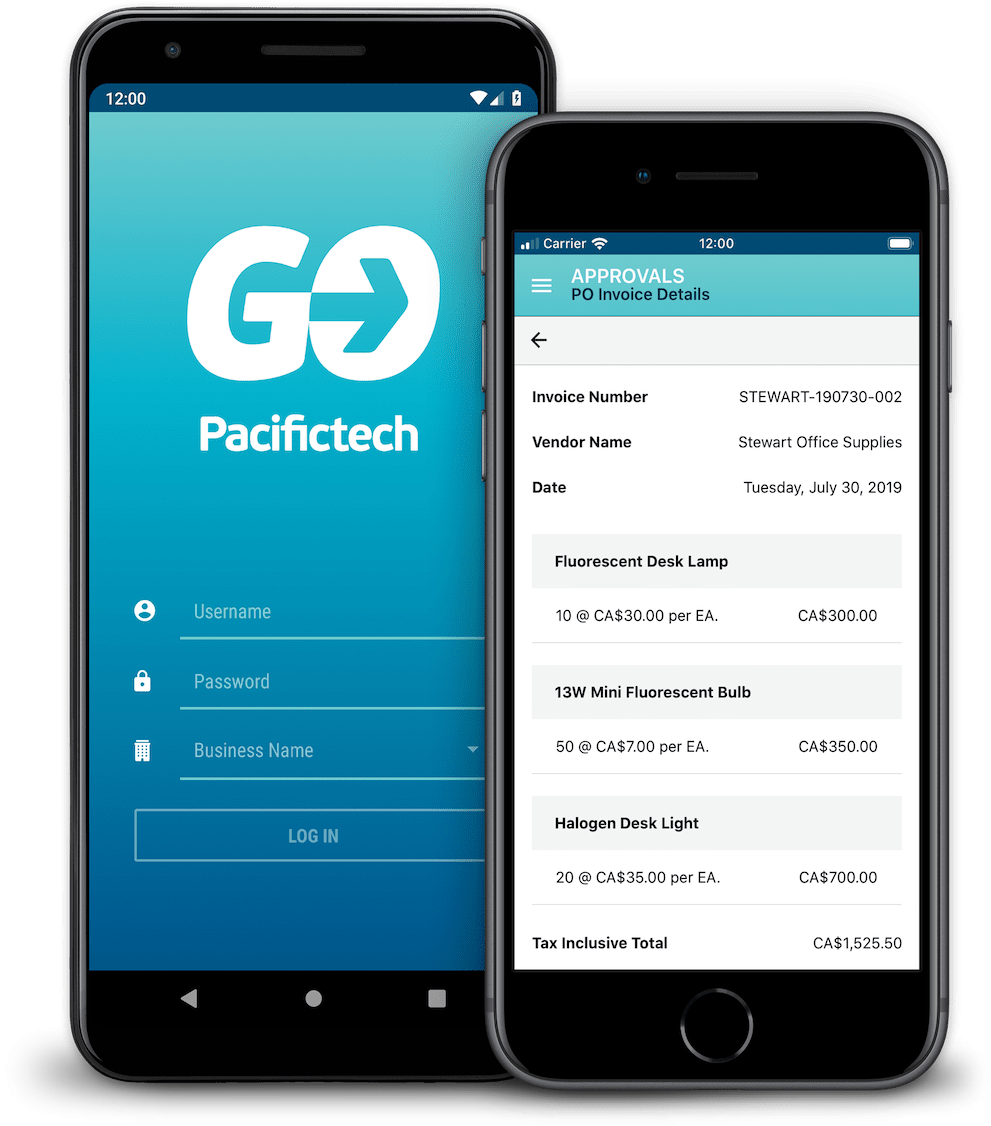 12:00
GO
Pacifictech
Username
Password
Business Name
LOG IN
Carrier 12:00
APPROVALS
PO Invoice Details
Invoice Number STEWART-190730-002
Vendor Name Stewart Office Supplies
Date Tuesday, July 30, 2019
Fluorescent Desk Lamp
10 @ CA$30.00 per EA. CA$300.00
13W Mini Fluorescent Bulb
50 @ CA$7.00 per EA. CA$350.00
Halogen Desk Light
20 @ CA$35.00 per EA. CA$700.00
Tax Inclusive Total CA$1,525.50